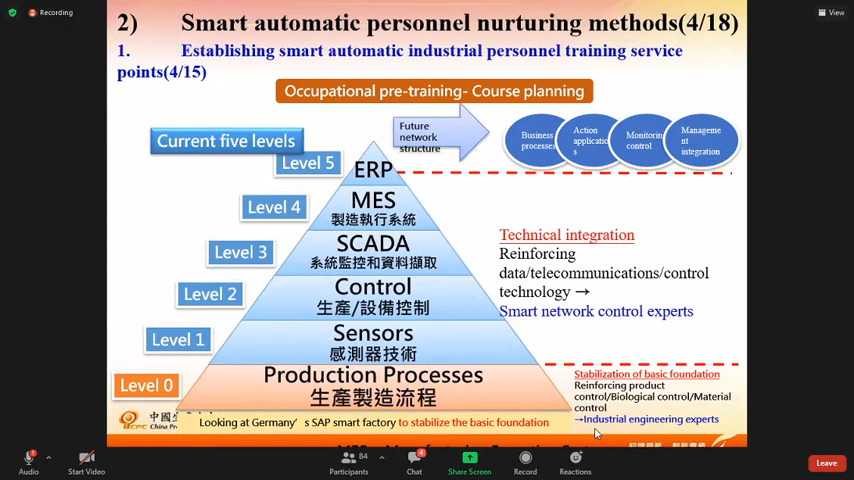 Recording
View
2) Smart automatic personnel nurturing methods(4/18)
1. Establishing smart automatic industrial personnel training service
points(4/15)
Occupational pre-training- Course planning
Current five levels
Future
network
structure
Business
processes
Action
applicatio
s
Monitorin
control
Manageme
nt
integration
Level 5
ERP
Level 4
MES
製造執行系統
Level 3
SCADA
系統監控和資料擷取
Level 2
Control
生產/設備控制
Level 1
Sensors
感測器技術
Level 0
Production Processes
生產製造流程
Technical integration
Reinforcing
data/telecommunications/control
technology →
Smart network control experts
Stabilization of basic foundation
Reinforcing product
control/Biological control/Material
control
→Industrial engineering experts
中國生
China Pr
Looking at Germany's SAP smart factory to stabilize the basic foundation
Audio
Start Video
Participants
84
Chat
4
Share Screen
Record
Reactions
Leave